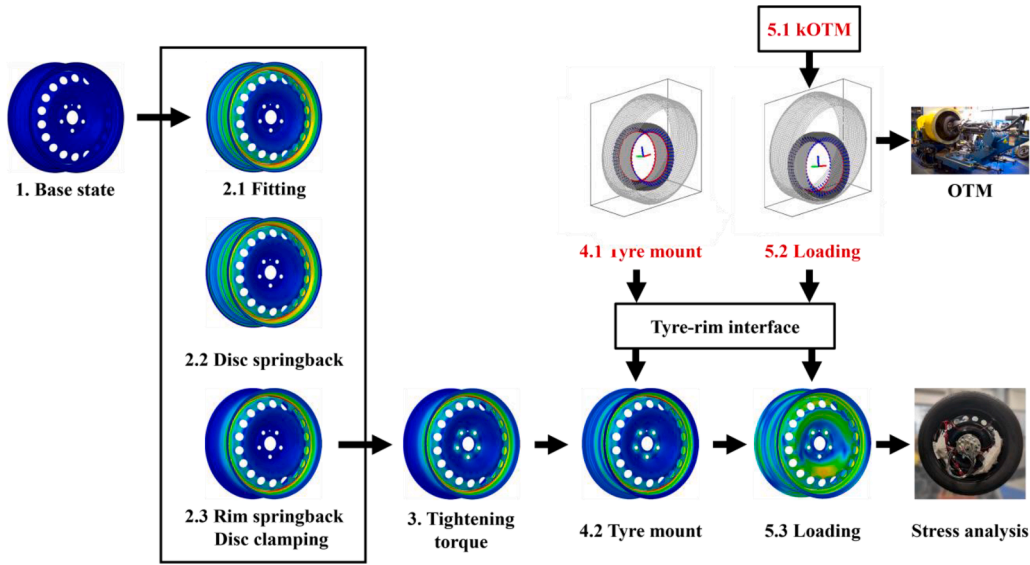 5.1 kOTM
1. Base state
2.1 Fitting
OTM
4.1 Tyre mount
5.2 Loading
Tyre-rim interface
2.2 Disc springback
2.3 Rim springback
Disc clamping
3. Tightening
torque
4.2 Tyre mount
5.3 Loading
Stress analysis